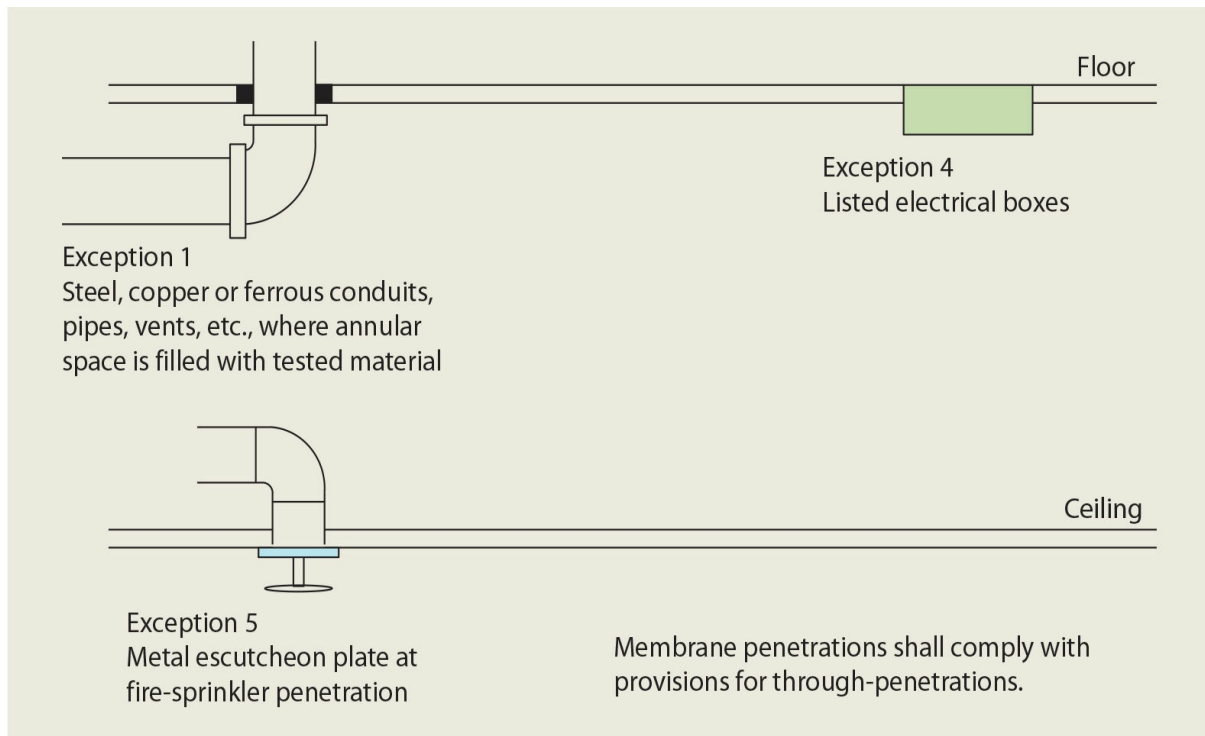 Floor
Exception 4
Listed electrical boxes
Exception 1
Steel, copper or ferrous conduits,
pipes, vents, etc., where annular
space is filled with tested material
Ceiling
Exception 5
Metal escutcheon plate at
fire-sprinkler penetration
Membrane penetrations shall comply with
provisions for through-penetrations.